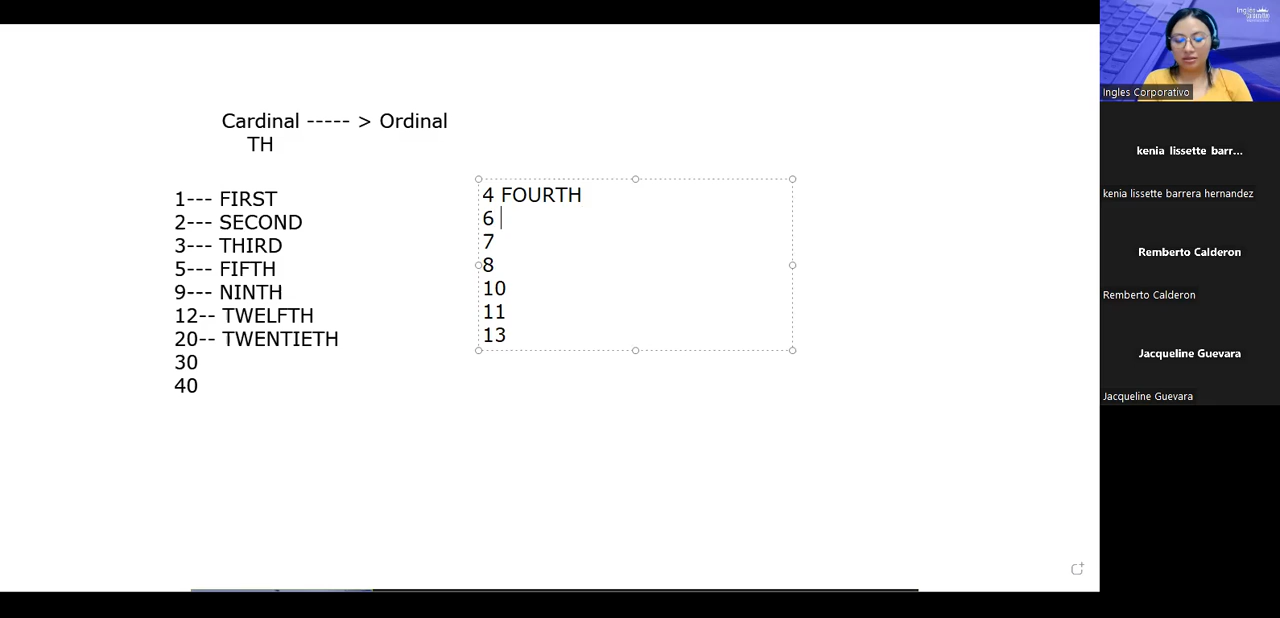 Cardinal ----- > Ordinal
TH
1--- FIRST
2--- SECOND
3--- THIRD
5--- FIFTH
9--- NINTH
12-- TWELFTH
20-- TWENTIETH
30
40
4 FOURTH
6
7
8
10
11
13
Ingles Corporativo
kenia lissette barr...
kenia lissette barrera hernandez
Remberto Calderon
Remberto Calderon
Jacqueline Guevara
Jacqueline Guevara